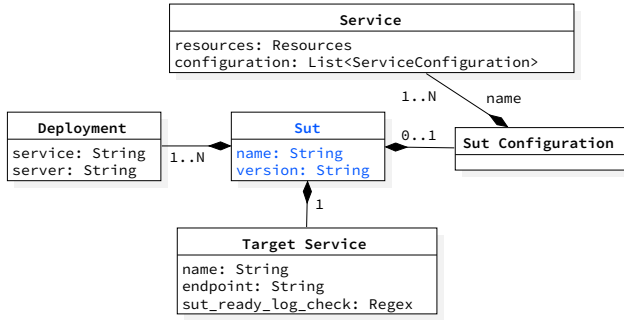 Service
resources: Resources
configuration: List<ServiceConfiguration>
1..N
name
Deployment
service: String
server: String
1..N
Sut
name: String
version: String
0..1
Sut Configuration
1
Target Service
name: String
endpoint: String
sut_ready_log_check: Regex